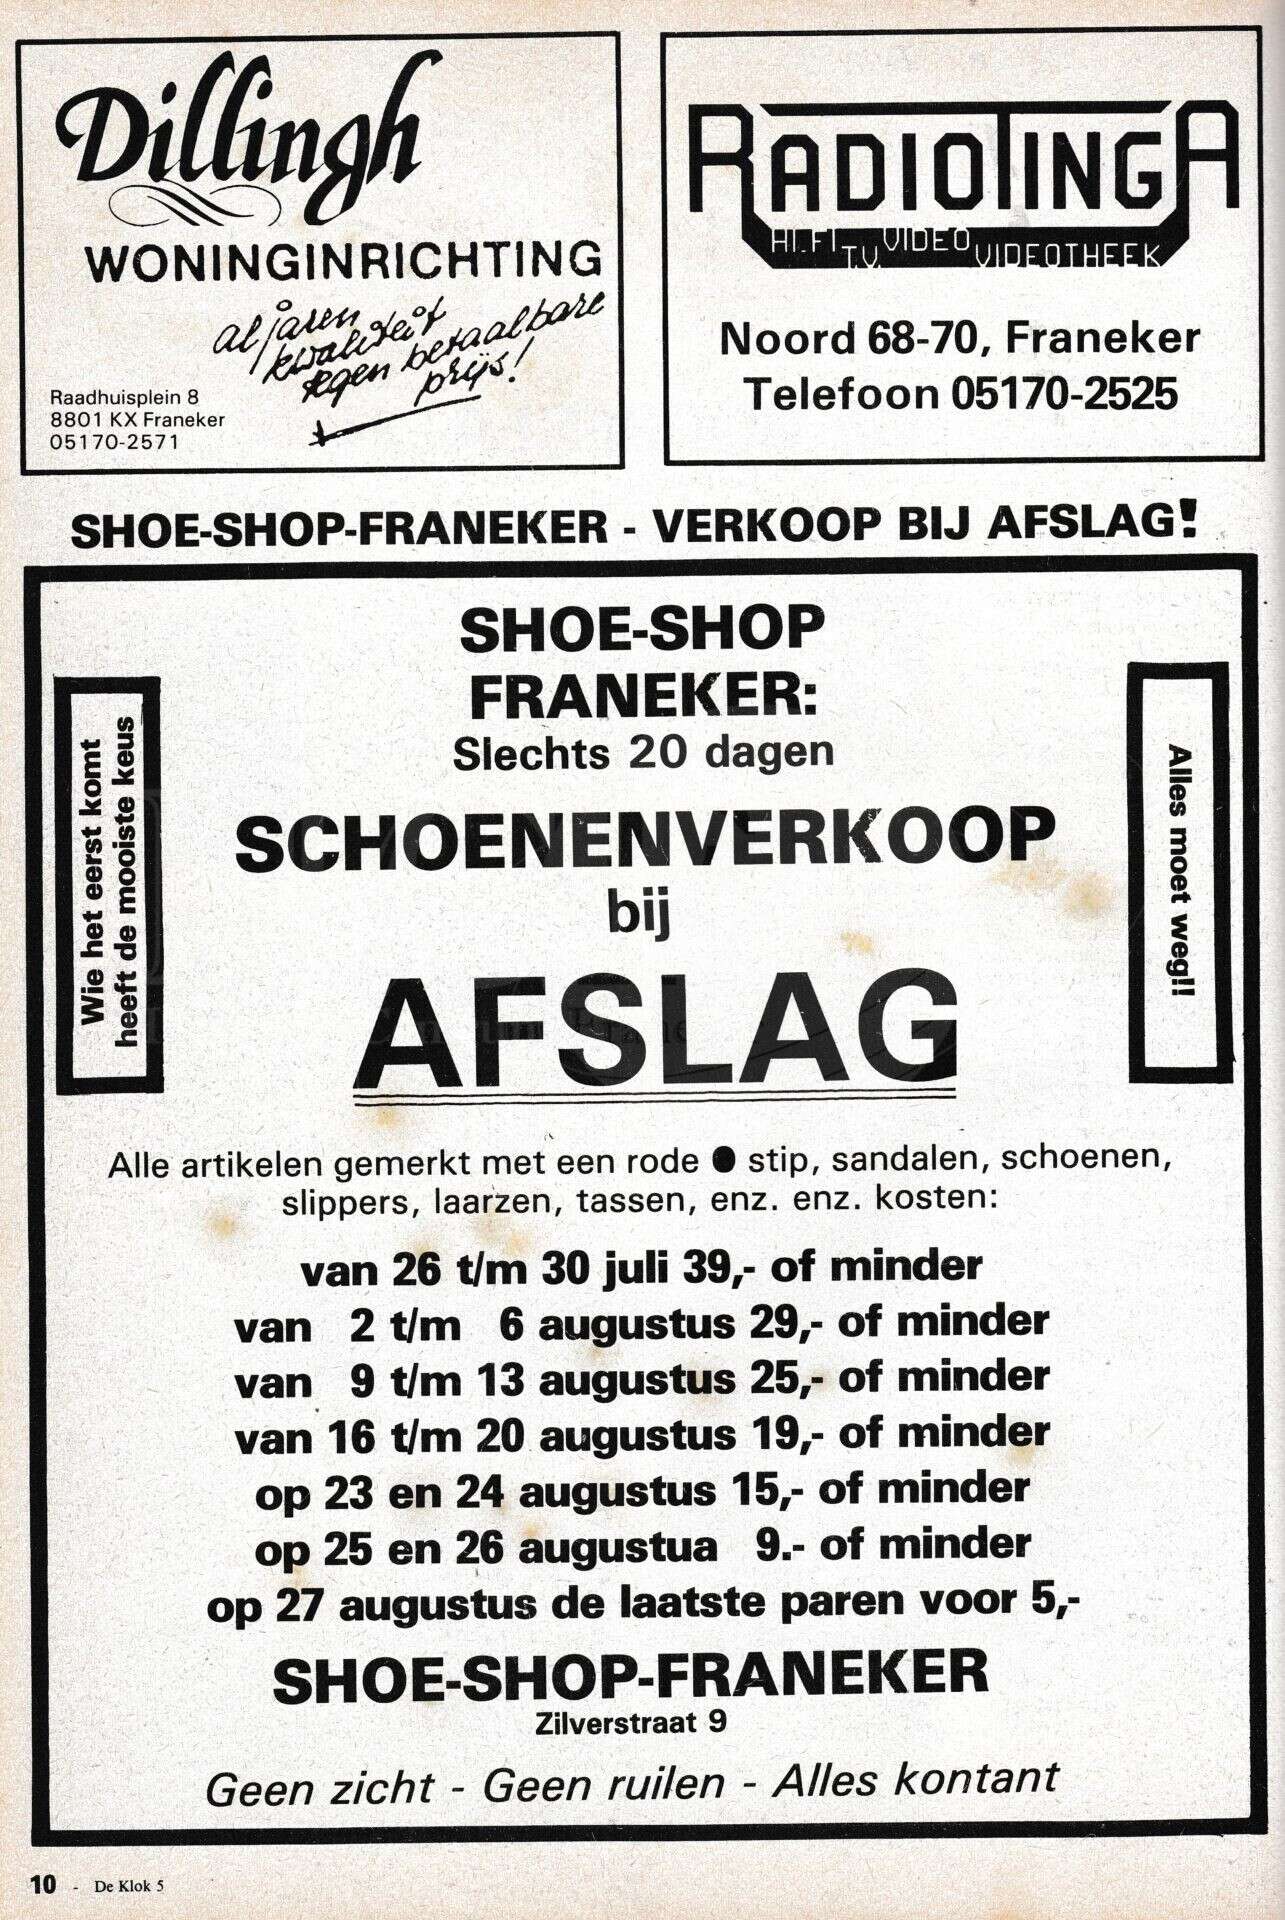 Dillingh
WONINGINRICHTING
al jaren
kwaliteit
tegen betaalbare
prijs!
Raadhuisplein 8
8801 KX Franeker
05170-2571
RADIOTINGA
HI.FI T.V. VIDEO VIDEOTHEEK
Noord 68-70, Franeker
Telefoon 05170-2525
SHOE-SHOP-FRANEKER - VERKOOP BIJ AFSLAG!
SHOE-SHOP
FRANEKER:
Slechts 20 dagen
SCHOENENVERKOOP
bij
AFSLAG
Wie het eerst komt
heeft de mooiste keus
Alles moet weg!!
Alle artikelen gemerkt met een rode ● stip, sandalen, schoenen,
slippers, laarzen, tassen, enz. enz. kosten:
van 26 t/m 30 juli 39,- of minder
van 2 t/m 6 augustus 29,- of minder
van 9 t/m 13 augustus 25,- of minder
van 16 t/m 20 augustus 19,- of minder
op 23 en 24 augustus 15,- of minder
op 25 en 26 augustua 9.- of minder
op 27 augustus de laatste paren voor 5,-
SHOE-SHOP-FRANEKER
Zilverstraat 9
Geen zicht - Geen ruilen - Alles kontant
10 - De Klok 5